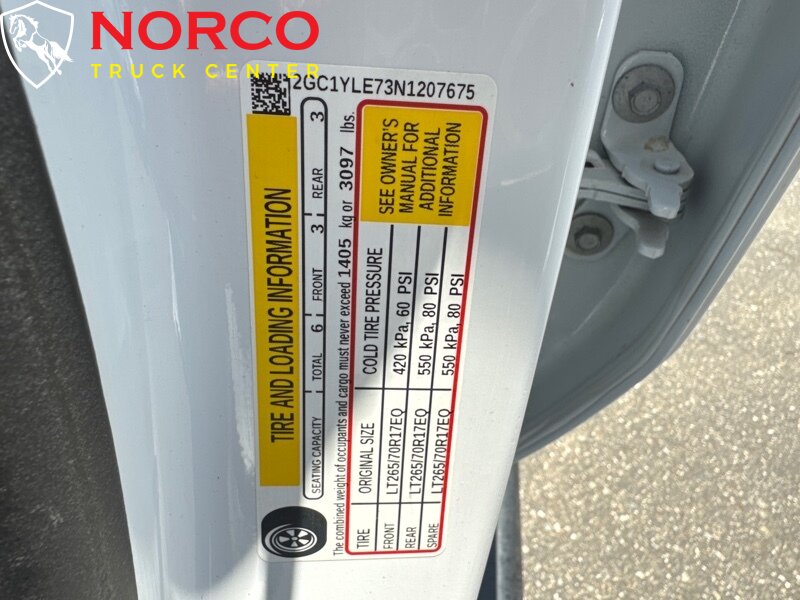 NORCO
TRUCK CENTER
2GC1YLE73N1207675
TIRE AND LOADING INFORMATION
SEATING CAPACITY TOTAL 6 FRONT 3 REAR 3
The combined weight of occupants and cargo must never exceed 1405 kg or 3097 lbs.
TIRE ORIGINAL SIZE COLD TIRE PRESSURE
FRONT LT265/70R17EQ 420 kPa, 60 PSI
REAR LT265/70R17EQ 550 kPa, 80 PSI
SPARE LT265/70R17EQ 550 kPa, 80 PSI
SEE OWNER'S
MANUAL FOR
ADDITIONAL
INFORMATION